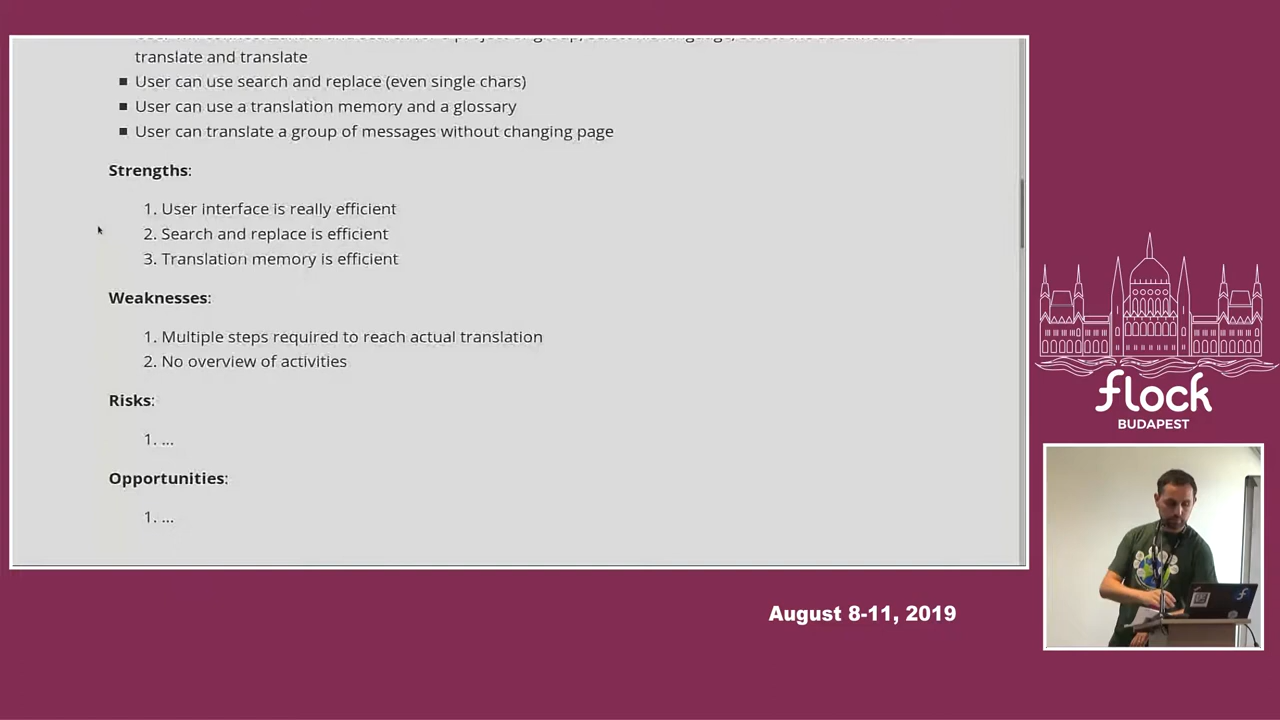 translate and translate
User can use search and replace (even single chars)
User can use a translation memory and a glossary
User can translate a group of messages without changing page
Strengths:
1. User interface is really efficient
2. Search and replace is efficient
3. Translation memory is efficient
Weaknesses:
1. Multiple steps required to reach actual translation
2. No overview of activities
Risks:
1. ...
Opportunities:
1. ...
flock
BUDAPEST
August 8-11, 2019